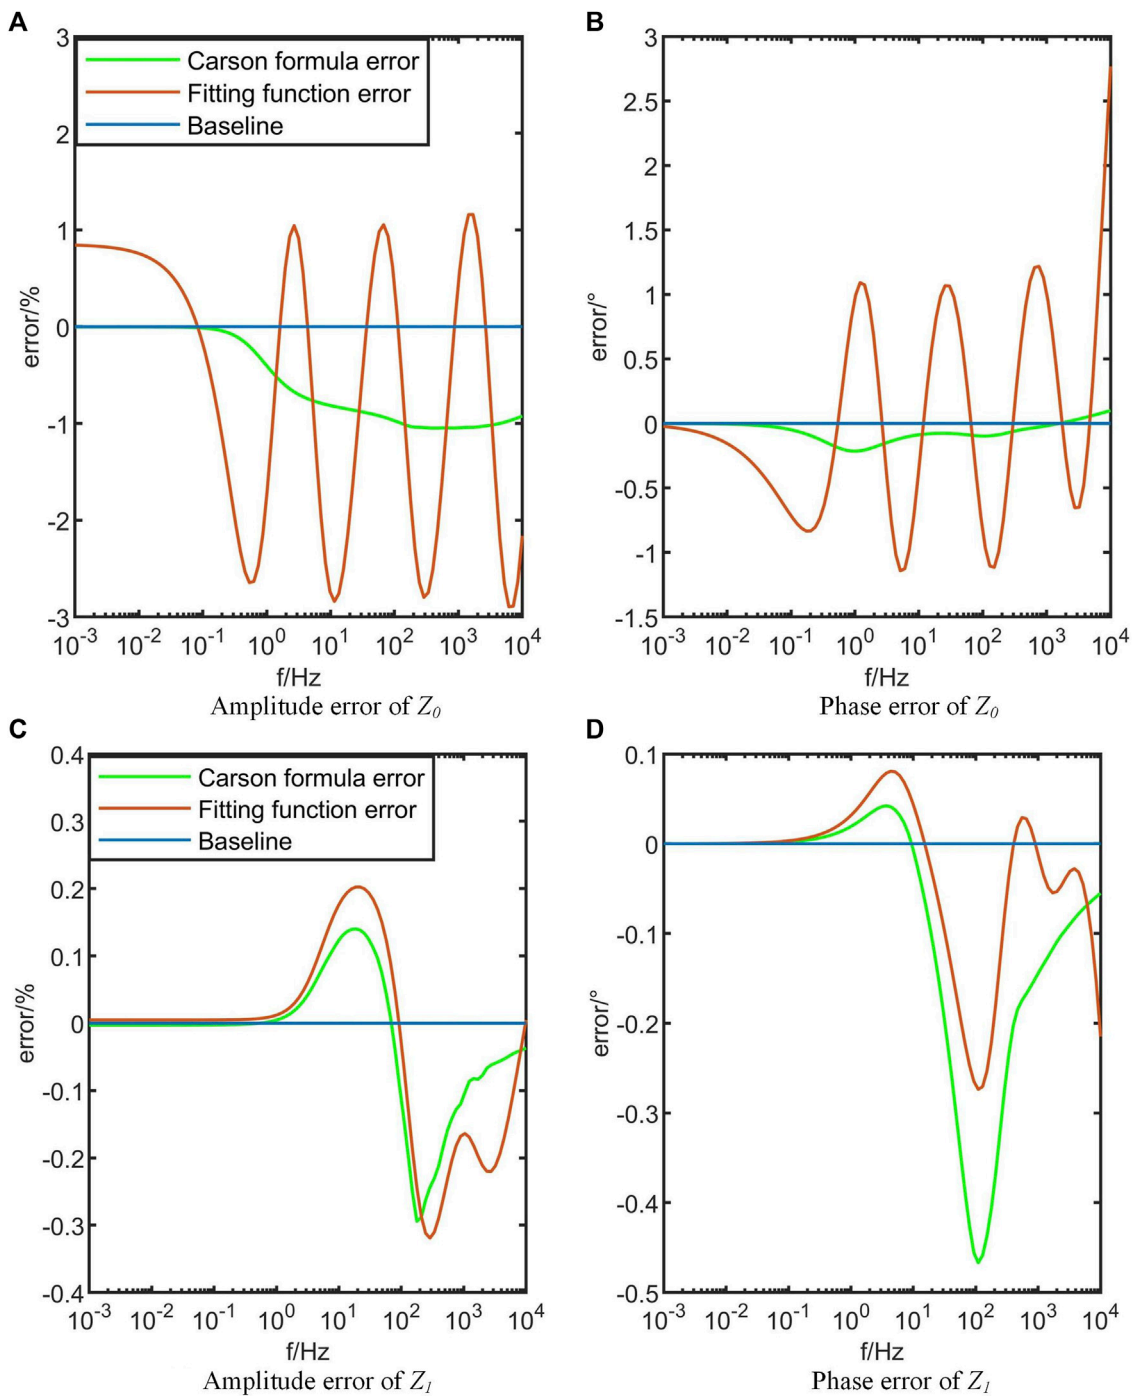 A
3
2
1
0
-1
-2
-3
error/%
Carson formula error
Fitting function error
Baseline
10^-3 10^-2 10^-1 10^0 10^1 10^2 10^3 10^4
f/Hz
Amplitude error of Z_0
B
3
2.5
2
1.5
1
0.5
0
-0.5
-1
-1.5
error/°
10^-3 10^-2 10^-1 10^0 10^1 10^2 10^3 10^4
f/Hz
Phase error of Z_0
C
0.4
0.3
0.2
0.1
0
-0.1
-0.2
-0.3
-0.4
error/%
Carson formula error
Fitting function error
Baseline
10^-3 10^-2 10^-1 10^0 10^1 10^2 10^3 10^4
f/Hz
Amplitude error of Z_1
D
0.1
0
-0.1
-0.2
-0.3
-0.4
-0.5
error/°
10^-3 10^-2 10^-1 10^0 10^1 10^2 10^3 10^4
f/Hz
Phase error of Z_1